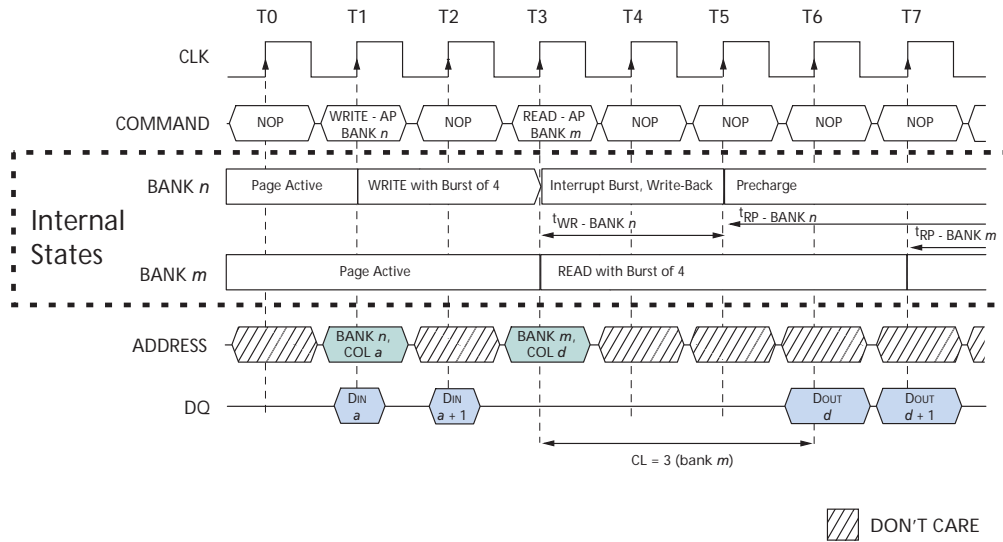 T0 T1 T2 T3 T4 T5 T6 T7
CLK
COMMAND NOP WRITE - AP NOP READ - AP NOP NOP NOP NOP
BANK n BANK m
BANK n Page Active WRITE with Burst of 4 Interrupt Burst, Write-Back Precharge
Internal
States
tWR - BANK n tRP - BANK n
tRP - BANK m
BANK m Page Active READ with Burst of 4
ADDRESS BANK n, BANK m,
COL a COL d
DQ DIN DIN DOUT DOUT
a a + 1 d d + 1
CL = 3 (bank m)
DON'T CARE